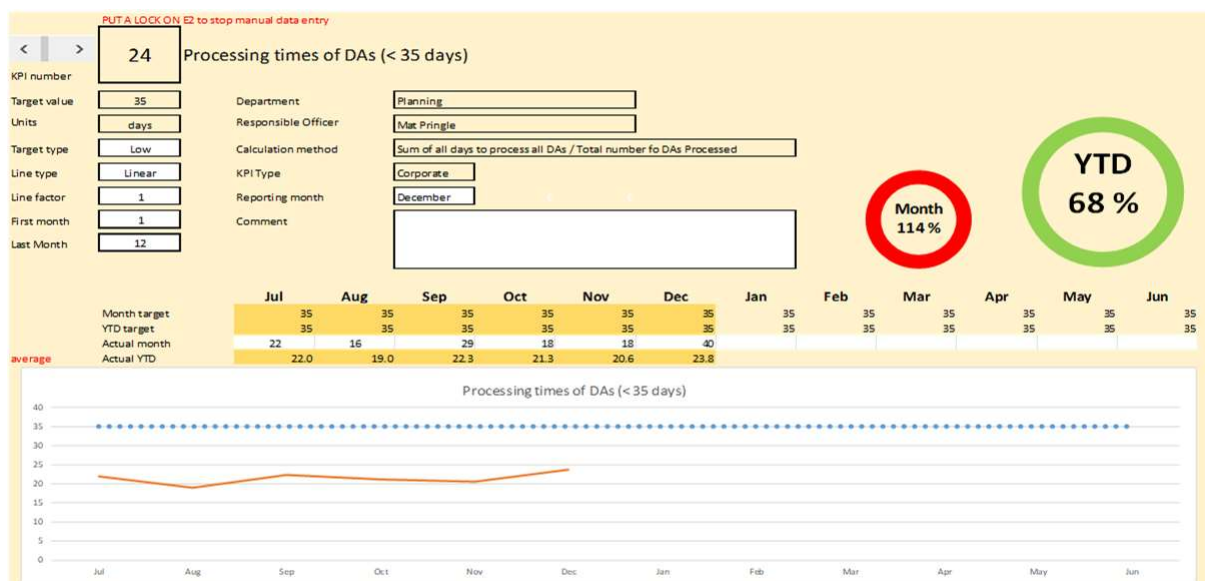 PUT A LOCK ON E2 to stop manual data entry
< >
24 Processing times of DAs (< 35 days)
KPI number
Target value 35 Department Planning
Units days Responsible Officer Mat Pringle
Target type Low Calculation method Sum of all days to process all DAs / Total number fo DAs Processed
Line type Linear KPI Type Corporate
Line factor 1 Reporting month December
First month 1 Comment
Last Month 12
Month
114 %
YTD
68 %
Jul Aug Sep Oct Nov Dec Jan Feb Mar Apr May Jun
Month target 35 35 35 35 35 35 35 35 35 35 35 35
YTD target 35 35 35 35 35 35 35 35 35 35 35 35
Actual month 22 16 29 18 18 40
average Actual YTD 22.0 19.0 22.3 21.3 20.6 23.8
Processing times of DAs (< 35 days)
40
35
30
25
20
15
10
5
0
Jul Aug Sep Oct Nov Dec Jan Feb Mar Apr May Jun